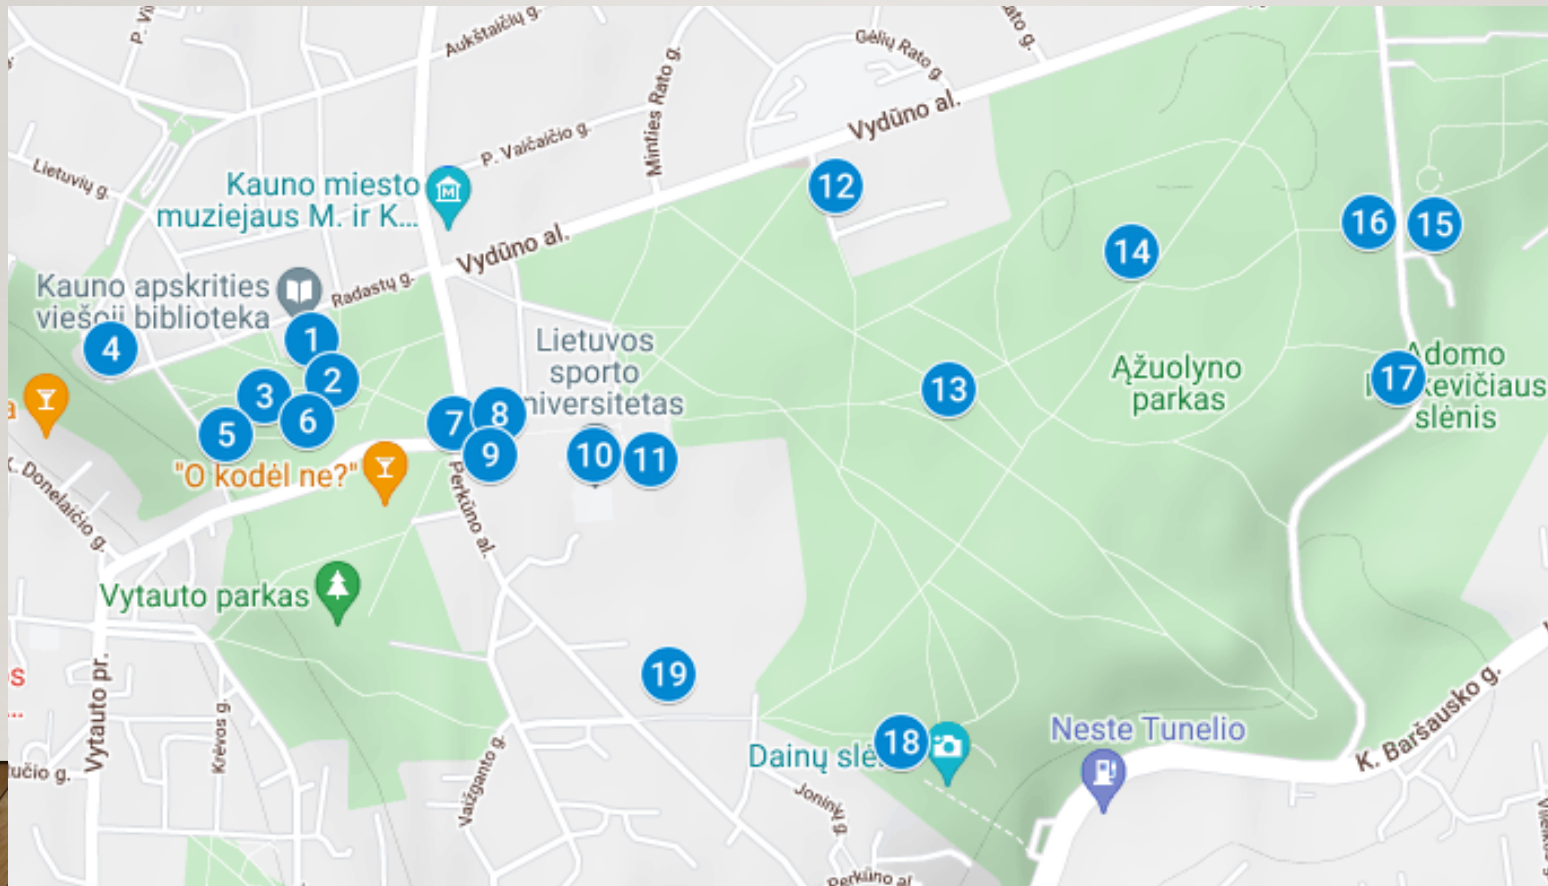 P. Vi
Aukštaičių g.
Minties Rato g.
Gėlių Rato g.
ato g.
Vydūno al.
P. Vaičaičio g.
Lietuvių g.
Kauno miesto
muziejaus M. ir K...
12
Vydūno al.
16
15
14
Kauno apskrities
viešoji biblioteka
Radastų g.
4
1
Lietuvos
sporto
niversitetas
2
3
6
5
7
8
9
10
11
13
Ąžuolyno
parkas
Adomo
kevičiaus
slėnis
17
a
"O kodėl ne?"
K. Donelaičio g.
Perkūno al.
Vytauto parkas
os
...
Vytauto pr.
Krėvos g.
učio g.
Vaižganto g.
19
18
Dainų slė
Joninių g.
Perkūno al
Neste Tunelio
K. Baršausko g.